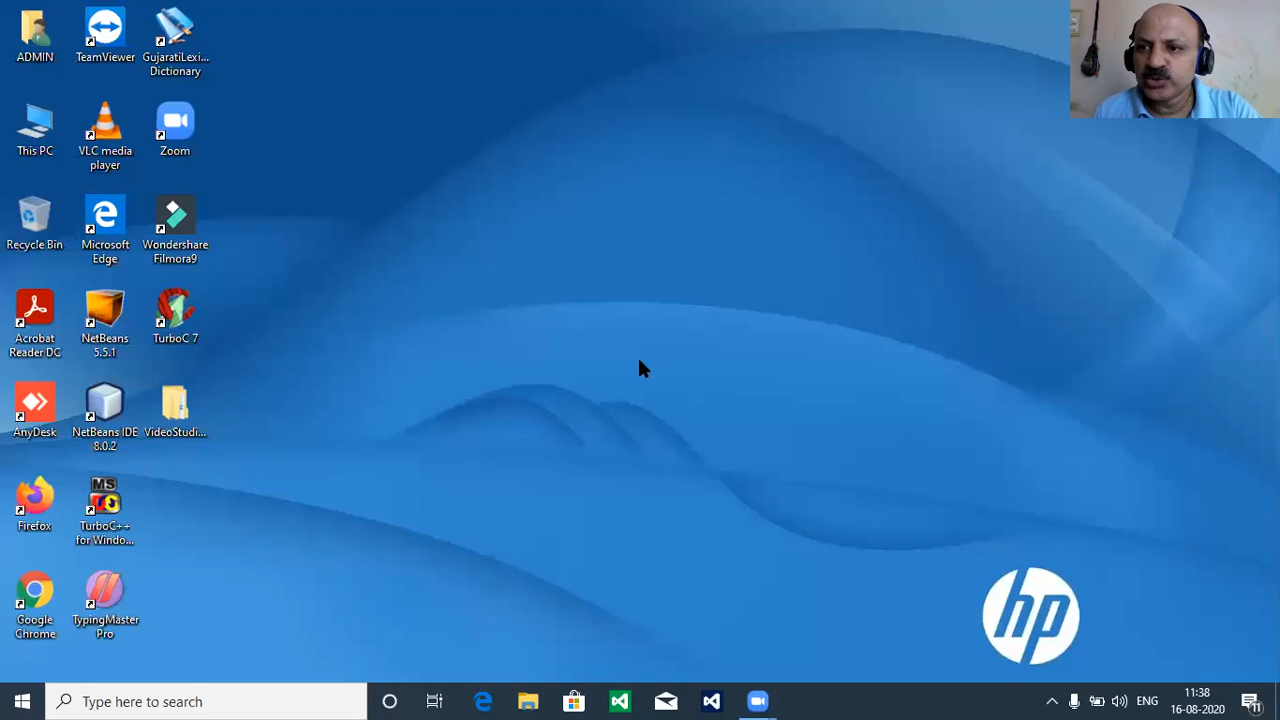 ADMIN
TeamViewer
GujaratiLexi...
Dictionary
This PC
VLC media
player
Zoom
Recycle Bin
Microsoft
Edge
Wondershare
Filmora9
Acrobat
Reader DC
NetBeans
5.5.1
TurboC 7
AnyDesk
NetBeans IDE
8.0.2
VideoStudi...
Firefox
MS
TurboC++
for Windo...
Google
Chrome
TypingMaster
Pro
hp
Type here to search
ENG
11:38
16-08-2020
11